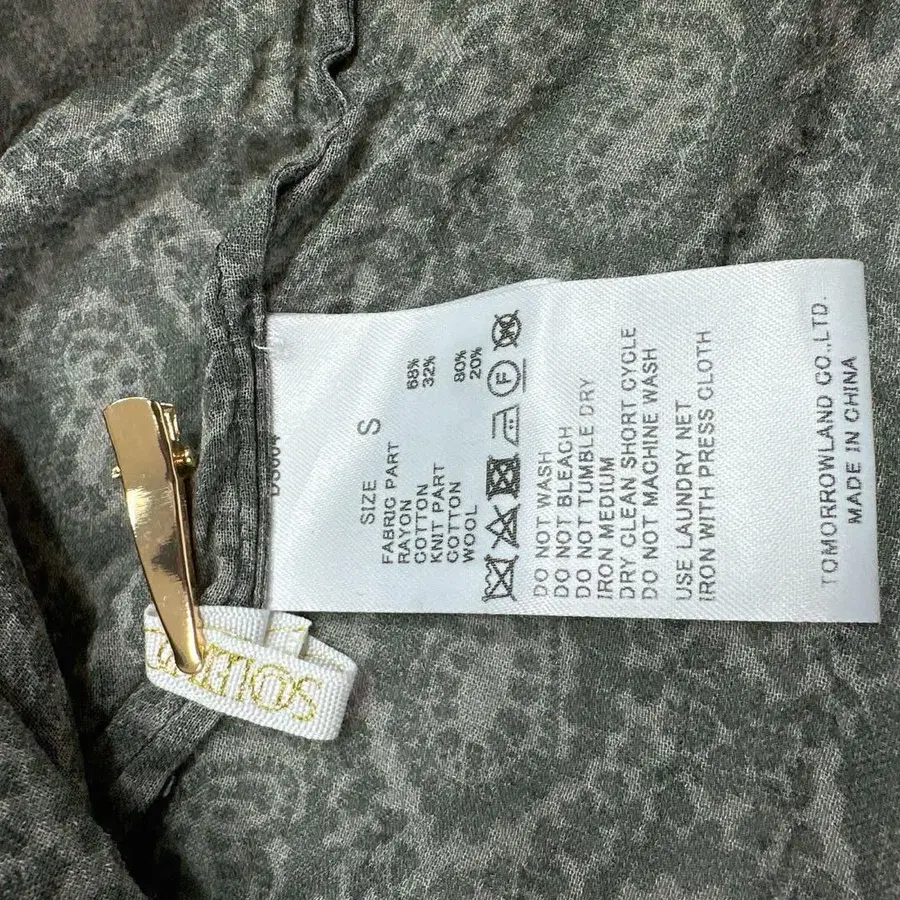 SIZE S
FABRIC PART
RAYON 68%
COTTON 32%
KNIT PART
COTTON 80%
WOOL 20%
F
W
DO NOT WASH
DO NOT BLEACH
DO NOT TUMBLE DRY
IRON MEDIUM
DRY CLEAN SHORT CYCLE
DO NOT MACHINE WASH
USE LAUNDRY NET
IRON WITH PRESS CLOTH
TOMORROWLAND CO.,LTD.
MADE IN CHINA